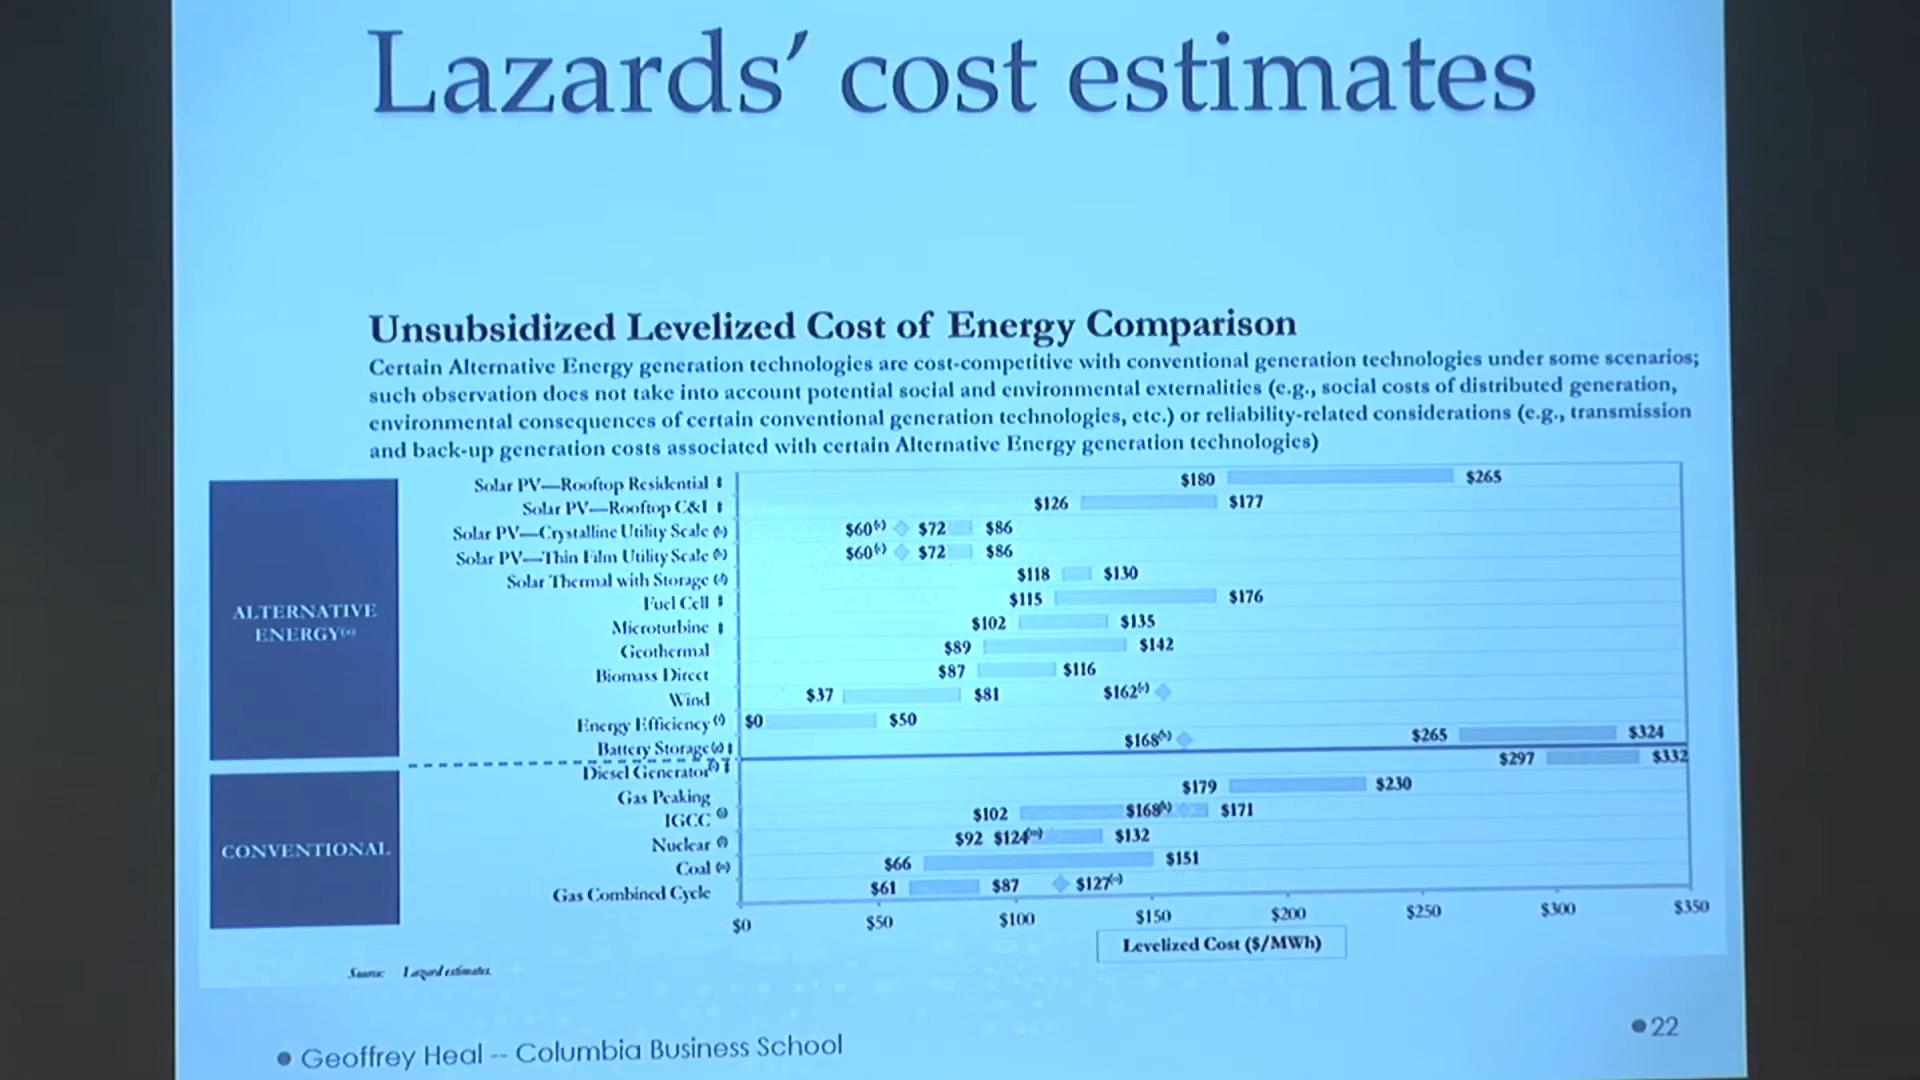 Lazards’ cost estimates
Unsubsidized Levelized Cost of Energy Comparison
Certain Alternative Energy generation technologies are cost-competitive with conventional generation technologies under some scenarios;
such observation does not take into account potential social and environmental externalities (e.g., social costs of distributed generation,
environmental consequences of certain conventional generation technologies, etc.) or reliability-related considerations (e.g., transmission
and back-up generation costs associated with certain Alternative Energy generation technologies)
ALTERNATIVE
ENERGY
Solar PV—Rooftop Residential $180 $265
Solar PV—Rooftop C&I $126 $177
Solar PV—Crystalline Utility Scale $60 $72 $86
Solar PV—Thin Film Utility Scale $60 $72 $86
Solar Thermal with Storage $118 $130
Fuel Cell $115 $176
Microturbine $102 $135
Geothermal $89 $142
Biomass Direct $87 $116
Wind $37 $81 $162
Energy Efficiency $0 $50
Battery Storage $168 $265 $324
CONVENTIONAL
Diesel Generator $297 $332
Gas Peaking $179 $230
IGCC $102 $168 $171
Nuclear $92 $124 $132
Coal $66 $151
Gas Combined Cycle $61 $87 $127
$0 $50 $100 $150 $200 $250 $300 $350
Levelized Cost ($/MWh)
Source: Lazard estimates.
Geoffrey Heal -- Columbia Business School
22